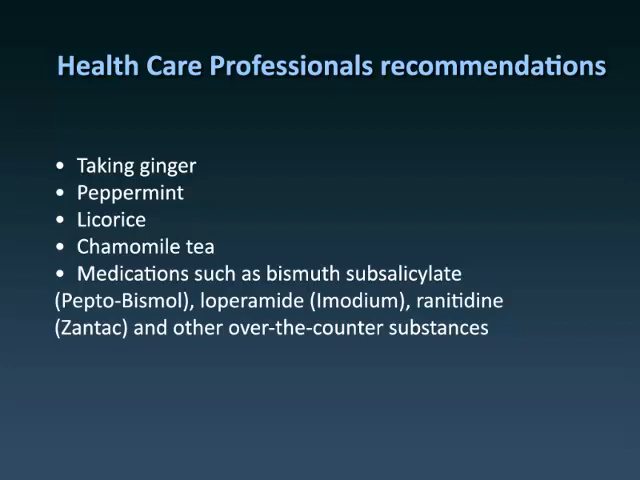 Health Care Professionals recommendations
• Taking ginger
• Peppermint
• Licorice
• Chamomile tea
• Medications such as bismuth subsalicylate
(Pepto-Bismol), loperamide (Imodium), ranitidine
(Zantac) and other over-the-counter substances